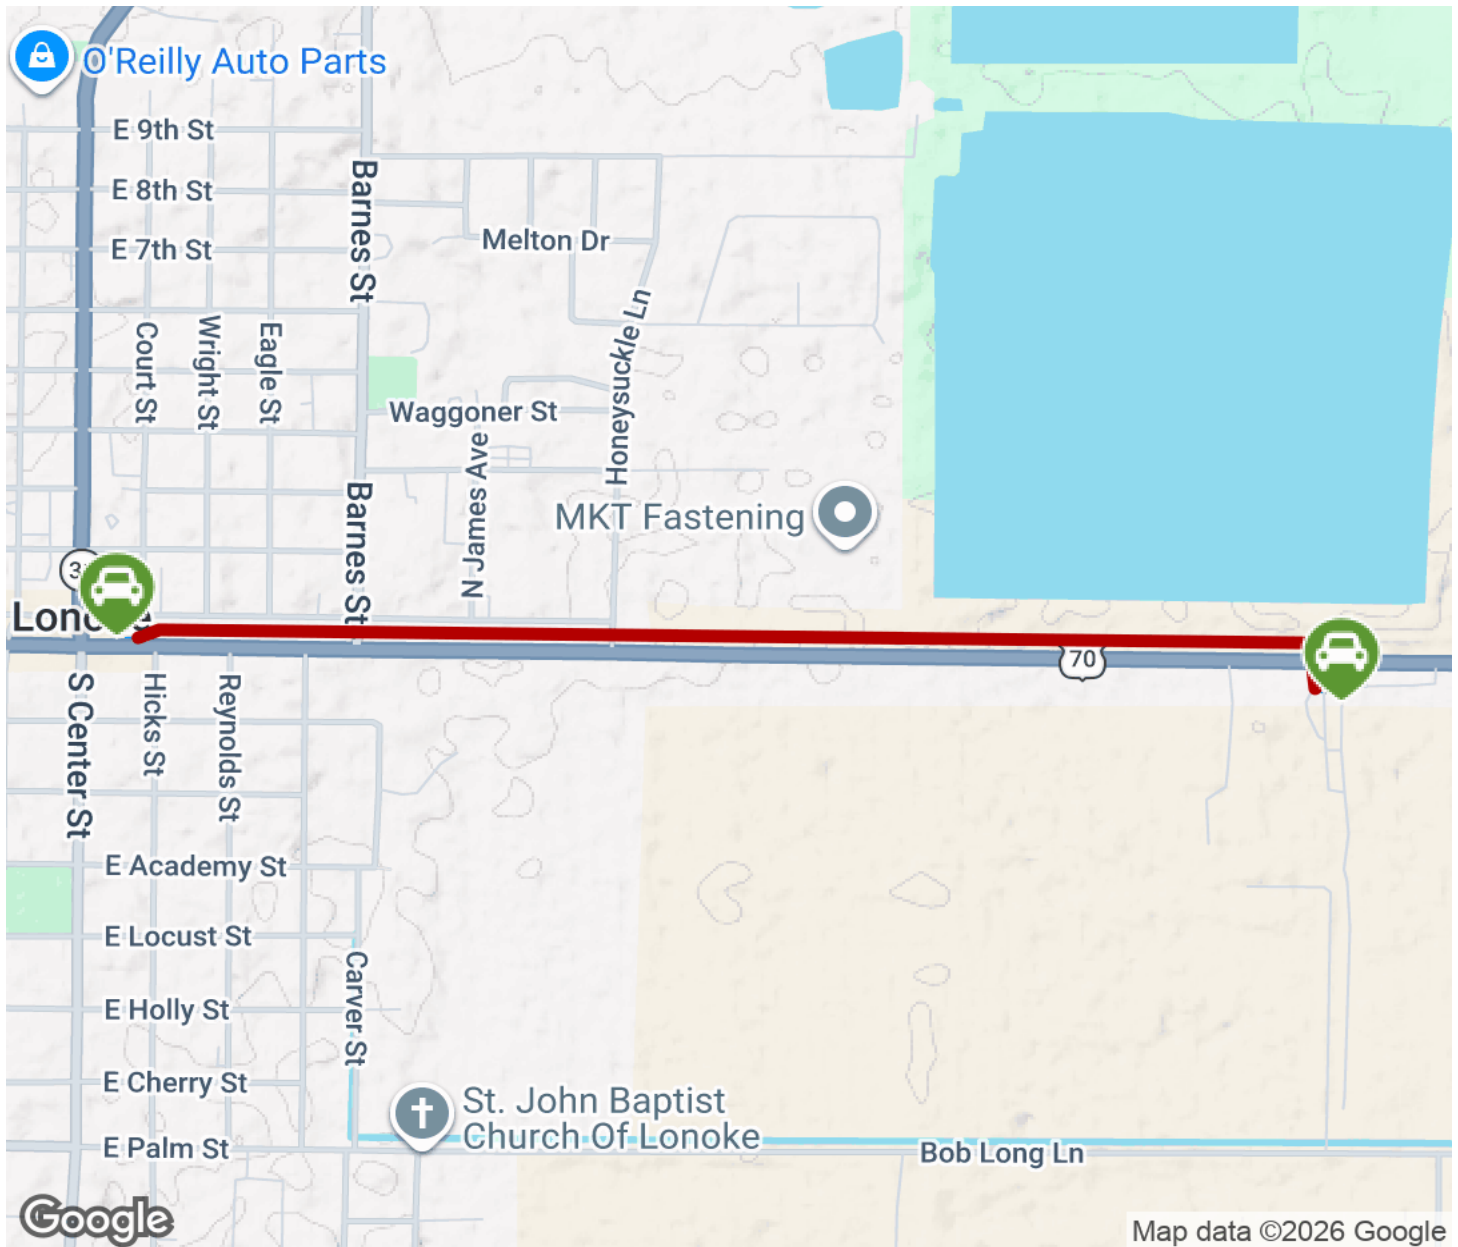 O'Reilly Auto Parts
E 9th St
E 8th St
E 7th St
Barnes St
Melton Dr
Honeysuckle Ln
Court St
Wright St
Eagle St
Waggoner St
N James Ave
Barnes St
MKT Fastening
70
S Center St
Hicks St
Reynolds St
E Academy St
E Locust St
E Holly St
Carver St
E Cherry St
St. John Baptist
Church Of Lonoke
E Palm St
Bob Long Ln
Google
Map data ©2026 Google